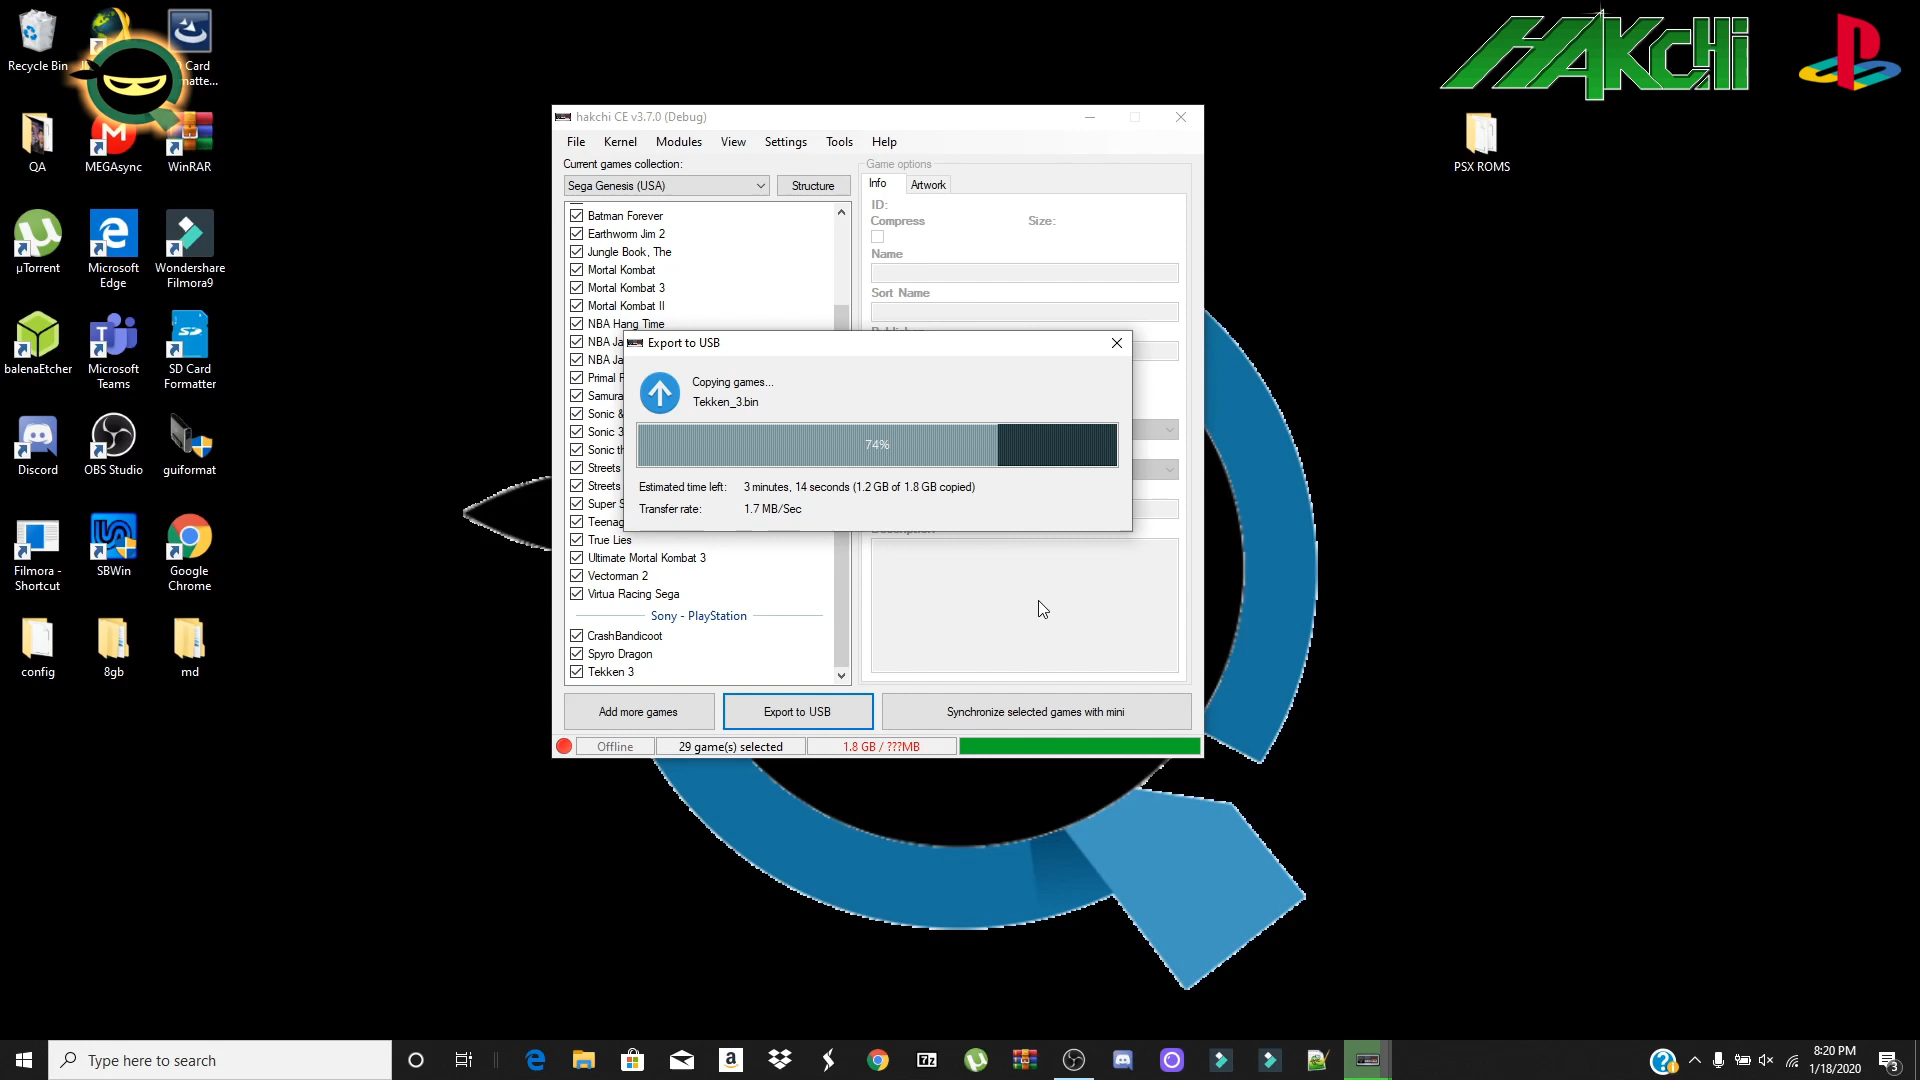 HAKCHI
Recycle Bin
Card
matte...
QA
MEGAsync
WinRAR
PSX ROMS
µTorrent
Microsoft
Edge
Wondershare
Filmora9
balenaEtcher
Microsoft
Teams
SD Card
Formatter
Discord
OBS Studio
guiformat
Filmora -
Shortcut
SBWin
Google
Chrome
config
8gb
md
hakchi CE v3.7.0 (Debug)
File Kernel Modules View Settings Tools Help
Current games collection:
Sega Genesis (USA)
Structure
Batman Forever
Earthworm Jim 2
Jungle Book, The
Mortal Kombat
Mortal Kombat 3
Mortal Kombat II
NBA Hang Time
NBA Ja
NBA Ja
Primal F
Samura
Sonic &
Sonic 3
Sonic th
Streets
Streets
Super S
Teenag
True Lies
Ultimate Mortal Kombat 3
Vectorman 2
Virtua Racing Sega
Sony - PlayStation
CrashBandicoot
Spyro Dragon
Tekken 3
Game options
Info Artwork
ID:
Compress Size:
Name
Sort Name
Export to USB
Copying games...
Tekken_3.bin
74%
Estimated time left: 3 minutes, 14 seconds (1.2 GB of 1.8 GB copied)
Transfer rate: 1.7 MB/Sec
Add more games
Export to USB
Synchronize selected games with mini
Offline
29 game(s) selected
1.8 GB / ???MB
Type here to search
8:20 PM
1/18/2020
3